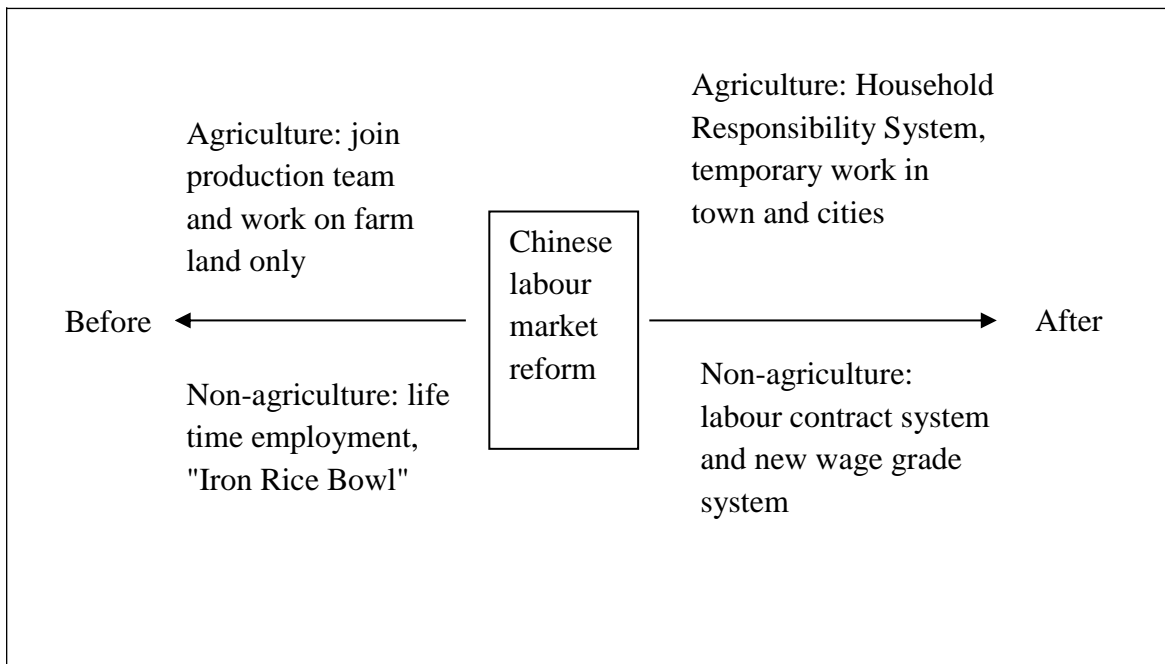 Agriculture: join
production team
and work on farm
land only
Agriculture: Household
Responsibility System,
temporary work in
town and cities
Before
Chinese
labour
market
reform
After
Non-agriculture: life
time employment,
"Iron Rice Bowl"
Non-agriculture:
labour contract system
and new wage grade
system